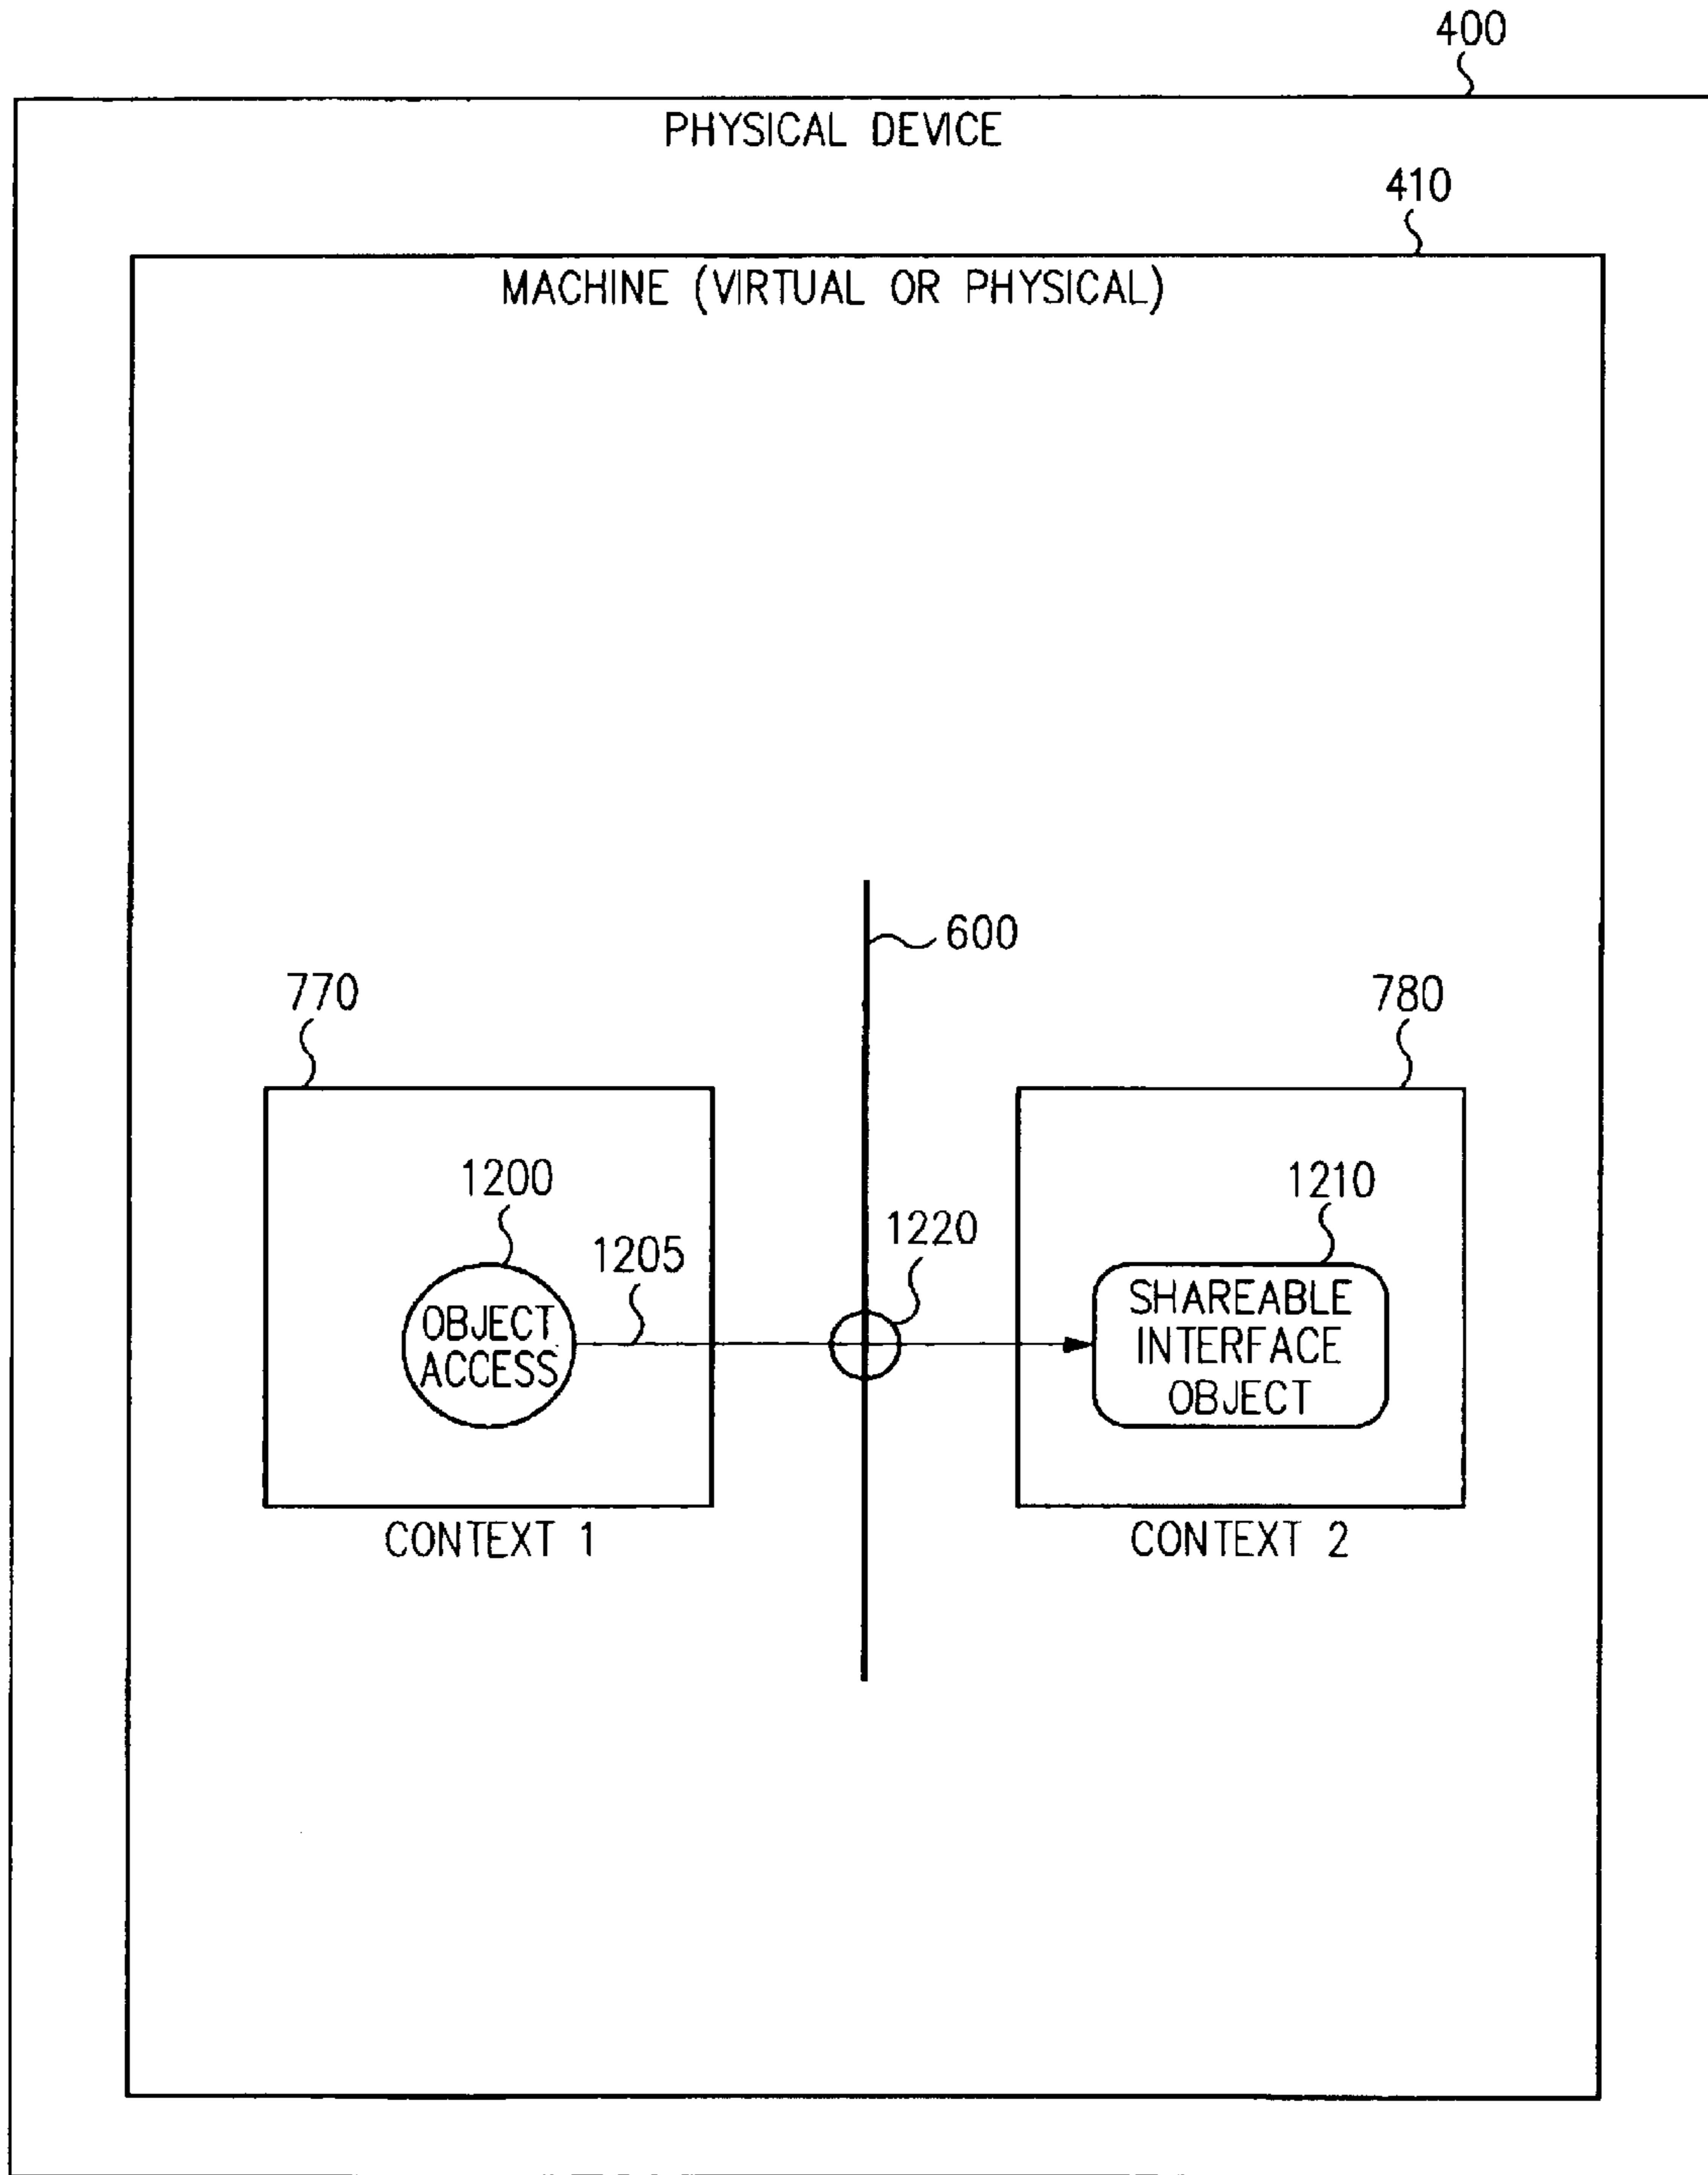 400
PHYSICAL DEVICE
410
MACHINE (VIRTUAL OR PHYSICAL)
600
770
780
1200
1210
1205
1220
OBJECT
ACCESS
SHAREABLE
INTERFACE
OBJECT
CONTEXT 1
CONTEXT 2